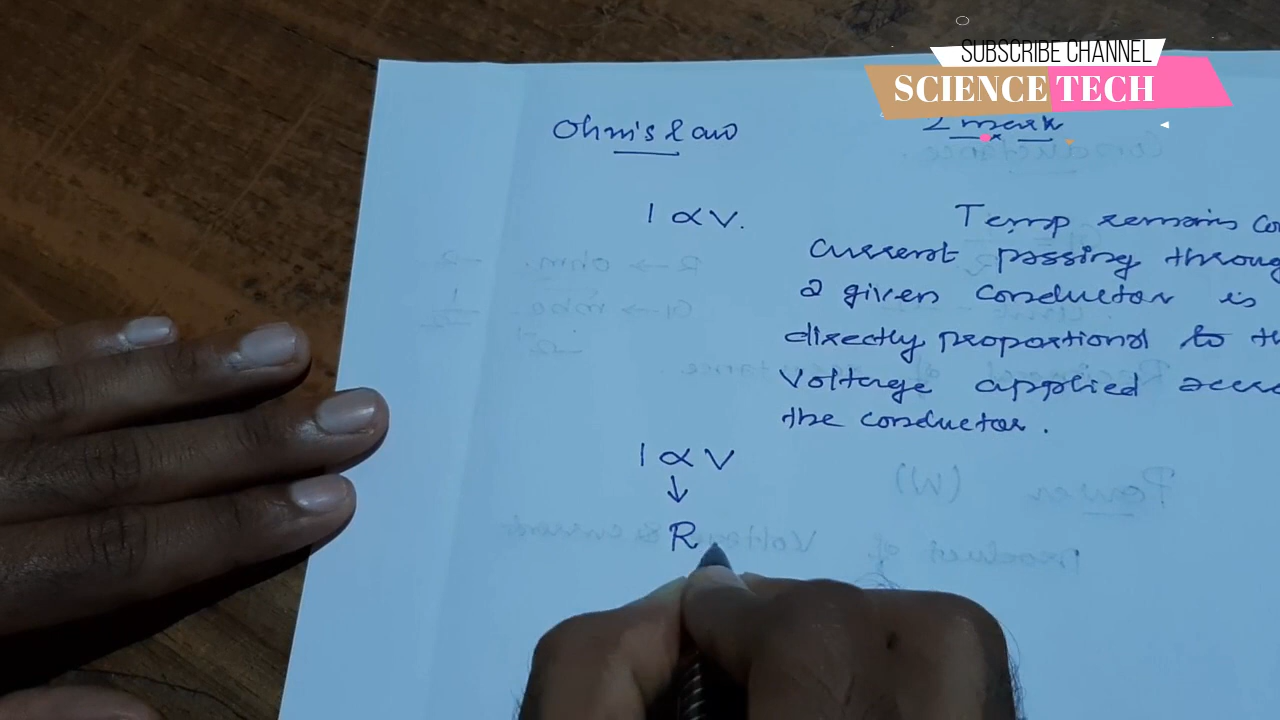 SUBSCRIBE CHANNEL
SCIENCE TECH
Ohm's law
2 mark
I ∝ V.
Temp remains
current passing
a given conductor is
directly proportional to
Voltage applied
the conductor.
I ∝ V
↓
R